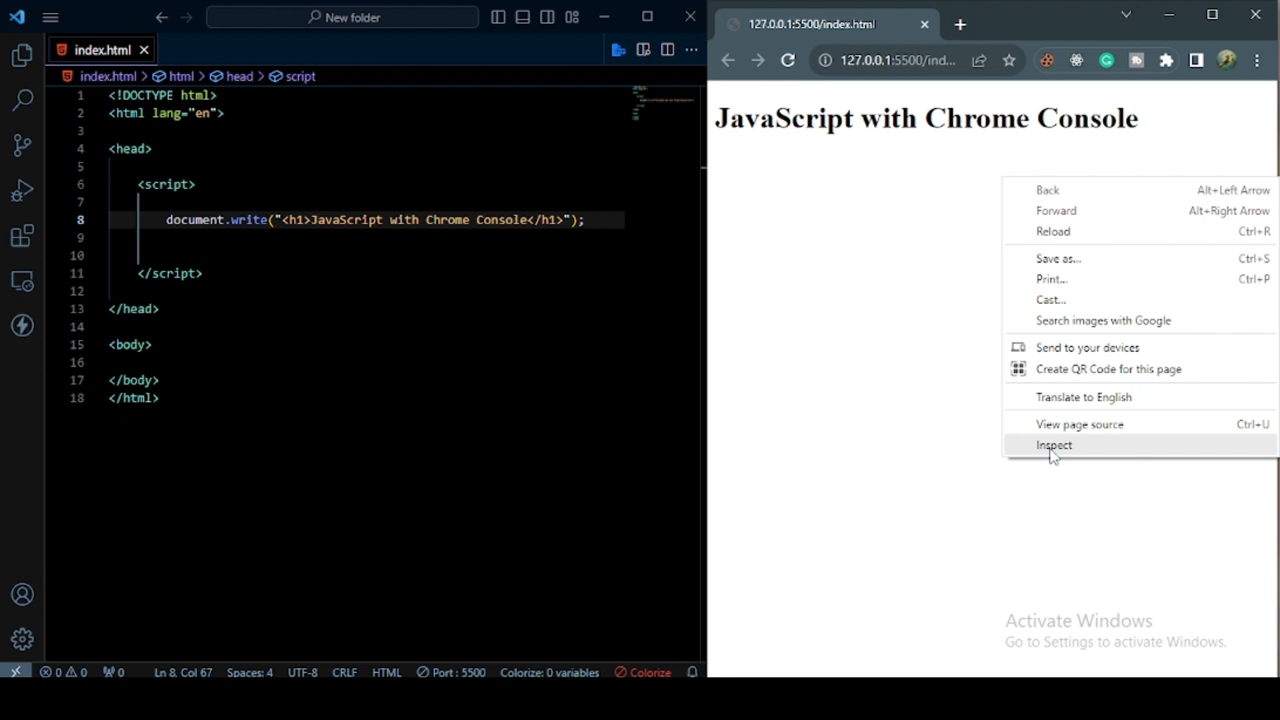 New folder
index.html
index.html > html > head > script
1 <!DOCTYPE html>
2 <html lang="en">
3
4 <head>
5
6 <script>
7
8 document.write("<h1>JavaScript with Chrome Console</h1>");
9
10
11 </script>
12
13 </head>
14
15 <body>
16
17 </body>
18 </html>
0 0 0 Ln 8, Col 67 Spaces: 4 UTF-8 CRLF HTML Port : 5500 Colorize: 0 variables Colorize
127.0.0.1:5500/index.html
127.0.0.1:5500/ind...
JavaScript with Chrome Console
Back Alt+Left Arrow
Forward Alt+Right Arrow
Reload Ctrl+R
Save as... Ctrl+S
Print... Ctrl+P
Cast...
Search images with Google
Send to your devices
Create QR Code for this page
Translate to English
View page source Ctrl+U
Inspect
Activate Windows
Go to Settings to activate Windows.